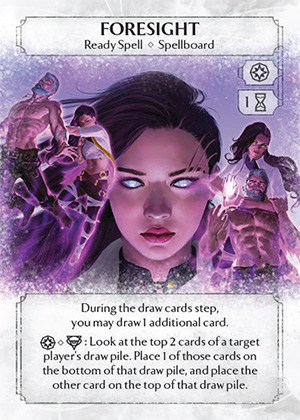 FORESIGHT
Ready Spell ◇ Spellboard
1
During the draw cards step,
you may draw 1 additional card.
◇ : Look at the top 2 cards of a target
player's draw pile. Place 1 of those cards
on the bottom of that draw pile, and place the
other card on the top of that draw pile.